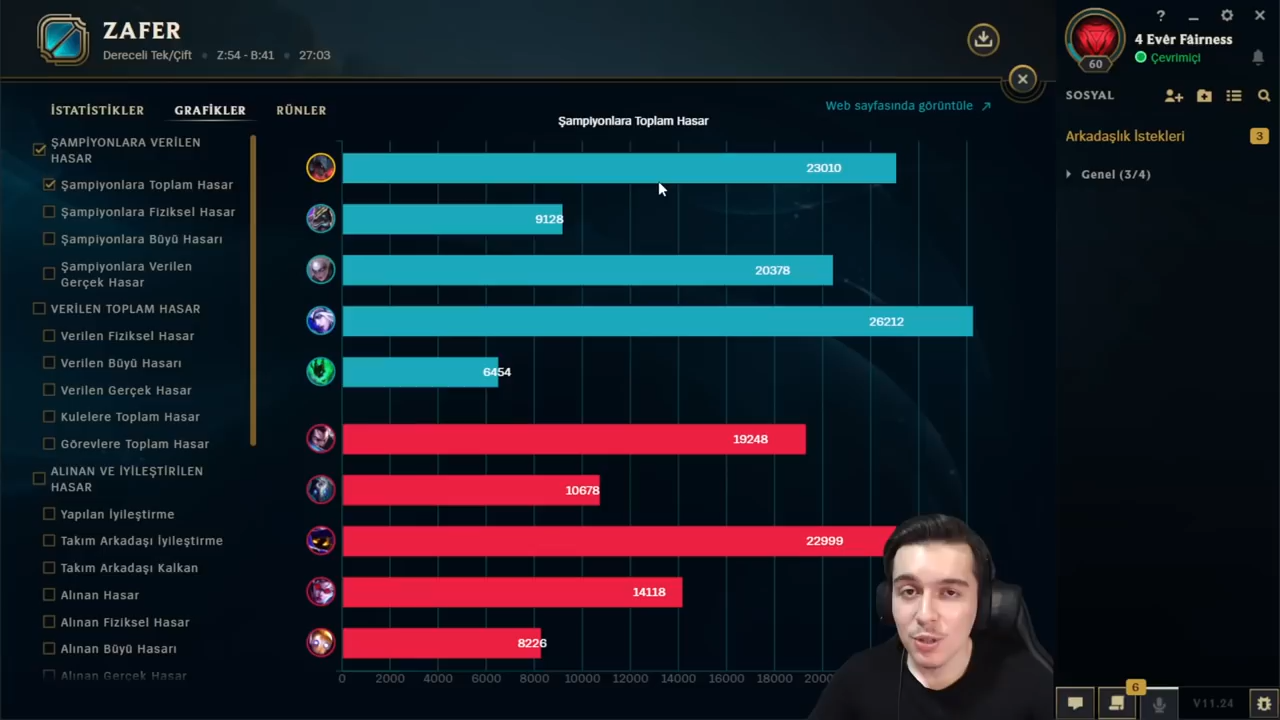 ZAFER
Dereceli Tek/Çift • Z:54 - B:41 • 27:03
İSTATİSTİKLER
GRAFİKLER
RÜNLER
Web sayfasında görüntüle
ŞAMPİYONLARA VERİLEN
HASAR
Şampiyonlara Toplam Hasar
Şampiyonlara Fiziksel Hasar
Şampiyonlara Büyü Hasarı
Şampiyonlara Verilen
Gerçek Hasar
VERİLEN TOPLAM HASAR
Verilen Fiziksel Hasar
Verilen Büyü Hasarı
Verilen Gerçek Hasar
Kulelere Toplam Hasar
Görevlere Toplam Hasar
ALINAN VE İYİLEŞTİRİLEN
HASAR
Yapılan İyileştirme
Takım Arkadaşı İyileştirme
Takım Arkadaşı Kalkan
Alınan Hasar
Alınan Fiziksel Hasar
Alınan Büyü Hasarı
Alınan Gerçek Hasar
Şampiyonlara Toplam Hasar
23010
9128
20378
26212
6454
19248
10678
22999
14118
8226
0 2000 4000 6000 8000 10000 12000 14000 16000 18000
?
60
4 Evêr Fâirness
Çevrimiçi
SOSYAL
Arkadaşlık İstekleri 3
Genel (3/4)
6
V11.24